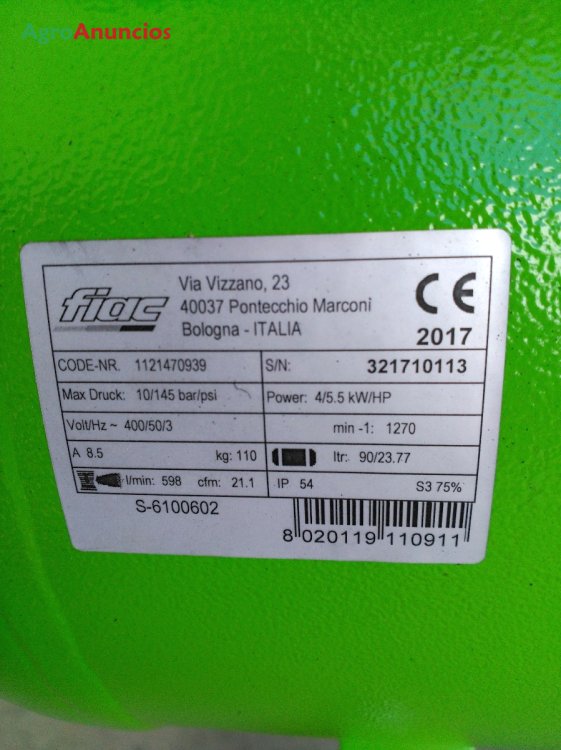 AgroAnuncios
fiac
Via Vizzano, 23
40037 Pontecchio Marconi
Bologna - ITALIA
CE
2017
CODE-NR. 1121470939
S/N: 321710113
Max Druck: 10/145 bar/psi
Power: 4/5.5 kW/HP
Volt/Hz ~ 400/50/3
min -1: 1270
A 8.5 kg: 110
ltr: 90/23.77
l/min: 598 cfm: 21.1
IP 54 S3 75%
S-6100602
8 020119 110911